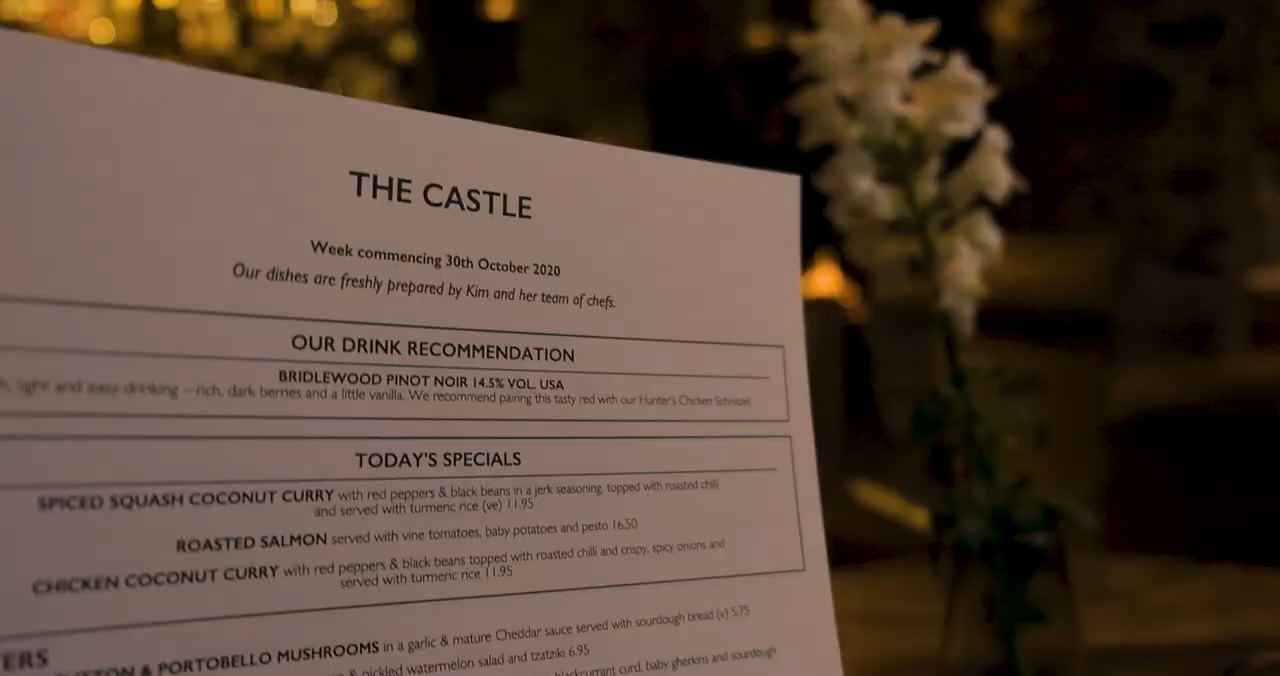 THE CASTLE
Week commencing 30th October 2020
Our dishes are freshly prepared by Kim and her team of chefs.
OUR DRINK RECOMMENDATION
BRIDLEWOOD PINOT NOIR 14.5% VOL. USA
light and easy-drinking – rich, dark berries and a little vanilla. We recommend pairing this tasty red with our Hunter's Chicken Schnitzel
TODAY'S SPECIALS
SPICED SQUASH COCONUT CURRY with red peppers & black beans in a jerk seasoning, topped with roasted chilli
and served with turmeric rice (ve) 11.95
ROASTED SALMON served with vine tomatoes, baby potatoes and pesto 16.50
CHICKEN COCONUT CURRY with red peppers & black beans topped with roasted chilli and crispy, spicy onions and
served with turmeric rice 11.95
ERS
& PORTOBELLO MUSHROOMS in a garlic & mature Cheddar sauce served with sourdough bread (v) 5.75
& pickled watermelon salad and tzatziki 6.95
blackcurrant curd, baby gherkins and sourdough